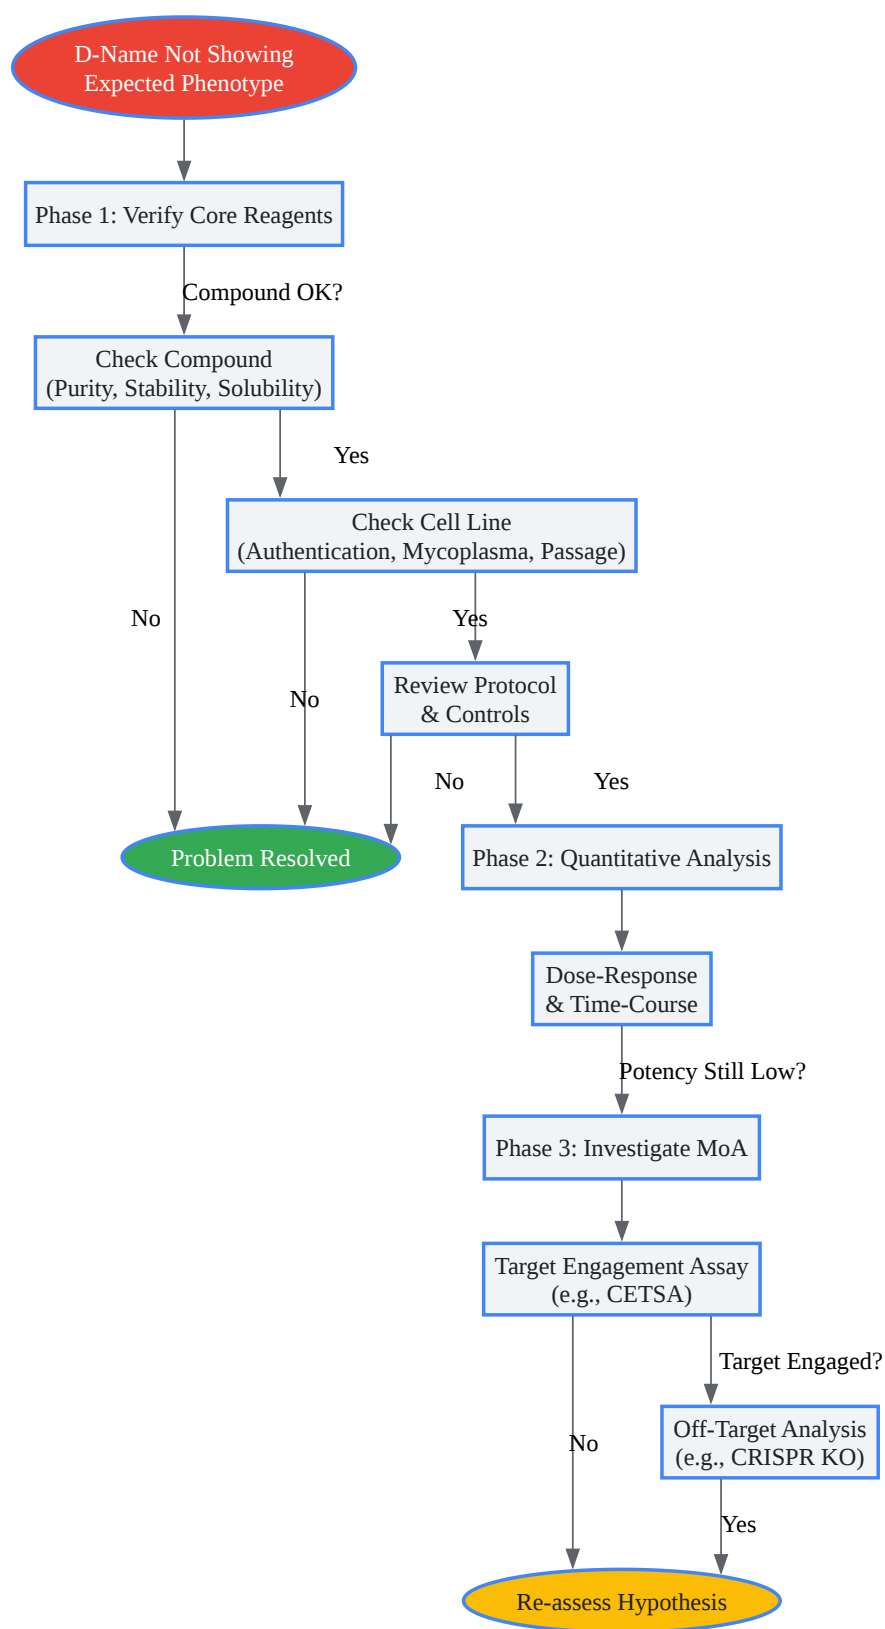 D-Name Not Showing
Expected Phenotype
Phase 1: Verify Core Reagents
Compound OK?
Check Compound
(Purity, Stability, Solubility)
Yes
Check Cell Line
(Authentication, Mycoplasma, Passage)
No
Yes
No
Review Protocol
& Controls
No
Yes
Problem Resolved
Phase 2: Quantitative Analysis
Dose-Response
& Time-Course
Potency Still Low?
Phase 3: Investigate MoA
Target Engagement Assay
(e.g., CETSA)
Target Engaged?
Off-Target Analysis
(e.g., CRISPR KO)
No
Yes
Re-assess Hypothesis